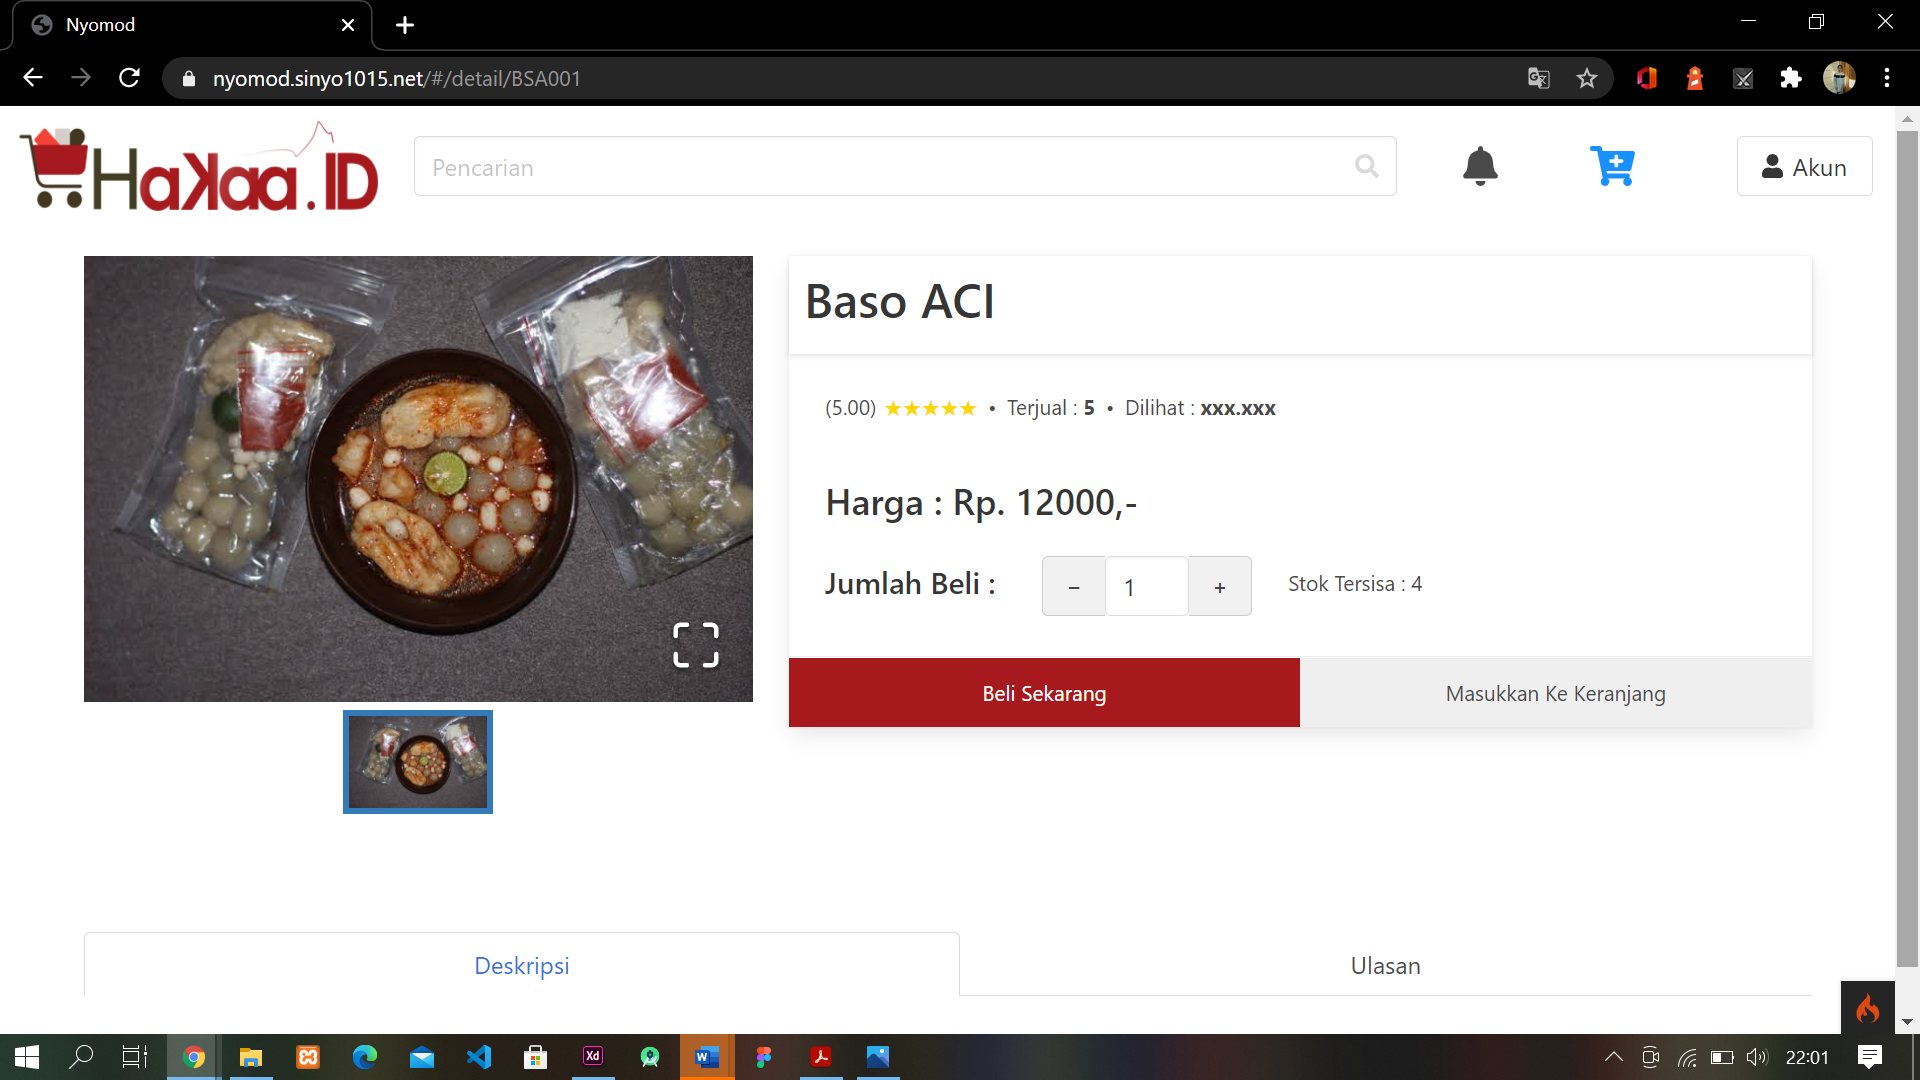 Nyomod
nyomod.sinyo1015.net/#/detail/BSA001
HaKaa.ID
Pencarian
Akun
Baso ACI
(5.00) ★★★★★ • Terjual : 5 • Dilihat : xxx.xxx
Harga : Rp. 12000,-
Jumlah Beli : − 1 + Stok Tersisa : 4
Beli Sekarang
Masukkan Ke Keranjang
Deskripsi
Ulasan
Xd
W
22:01